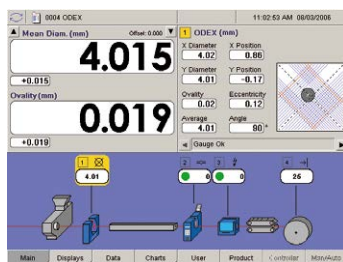 0004 ODEX 11:02:53 AM 08/03/2006
Mean Diam. (mm) Offset: 0.000
4.015
+0.015
Ovality (mm)
0.019
+0.019
1 ODEX (mm)
X Diameter X Position
4.02 0.86
Y Diameter Y Position
4.01 -0.17
Ovality Eccentricity
0.02 0.12
Average Angle
4.01 90 °
Gauge Ok
1
4.01
2
0
3
0
4
25
Main Displays Data Charts User Product Controller Man/Auto